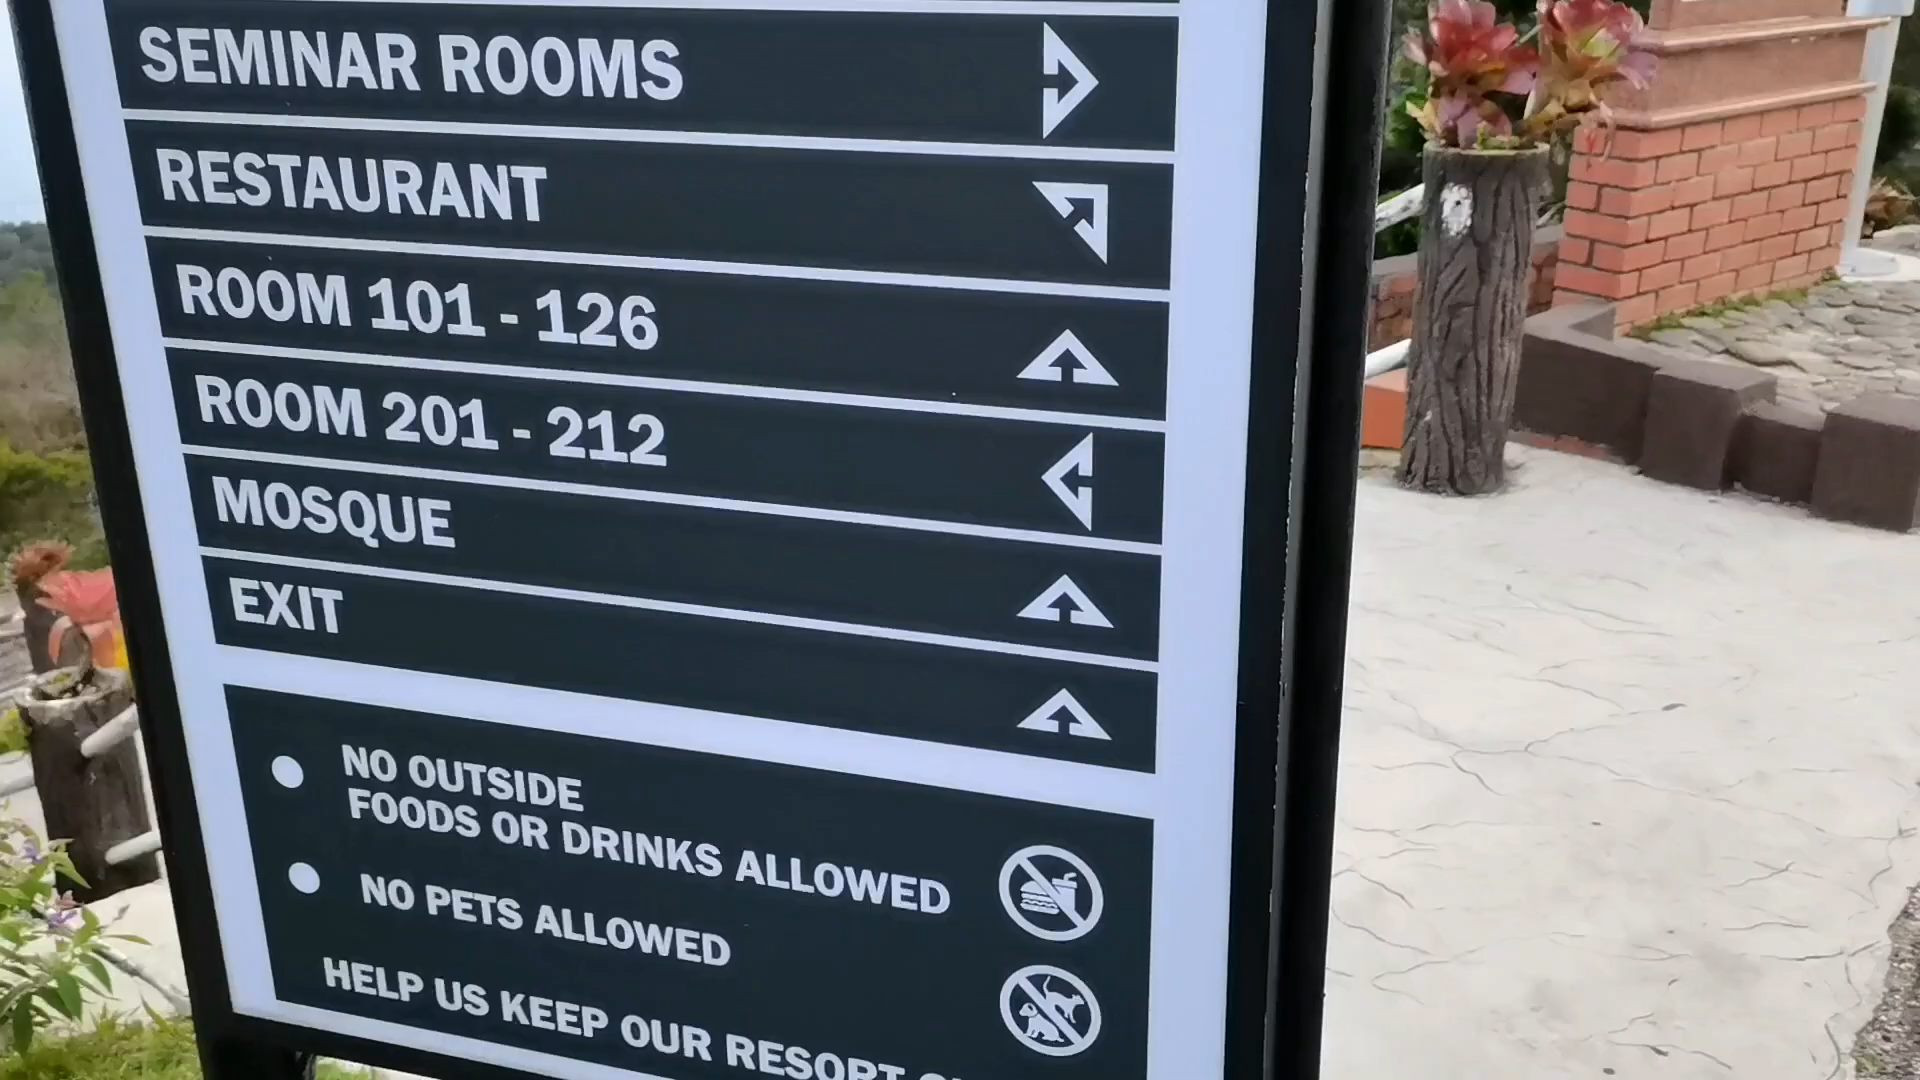 SEMINAR ROOMS
RESTAURANT
ROOM 101 - 126
ROOM 201 - 212
MOSQUE
EXIT
NO OUTSIDE
FOODS OR DRINKS ALLOWED
NO PETS ALLOWED
HELP US KEEP OUR RESORT